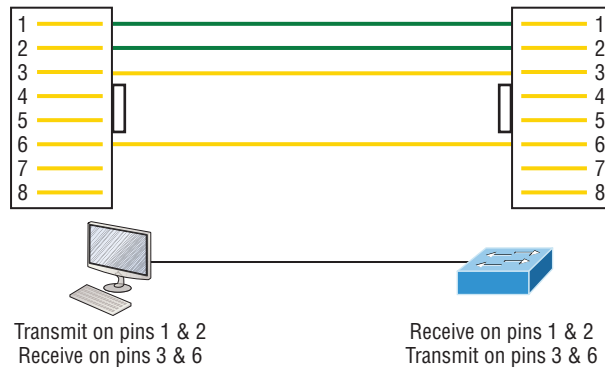 1 1
2 2
3 3
4 4
5 5
6 6
7 7
8 8
Transmit on pins 1 & 2
Receive on pins 3 & 6
Receive on pins 1 & 2
Transmit on pins 3 & 6